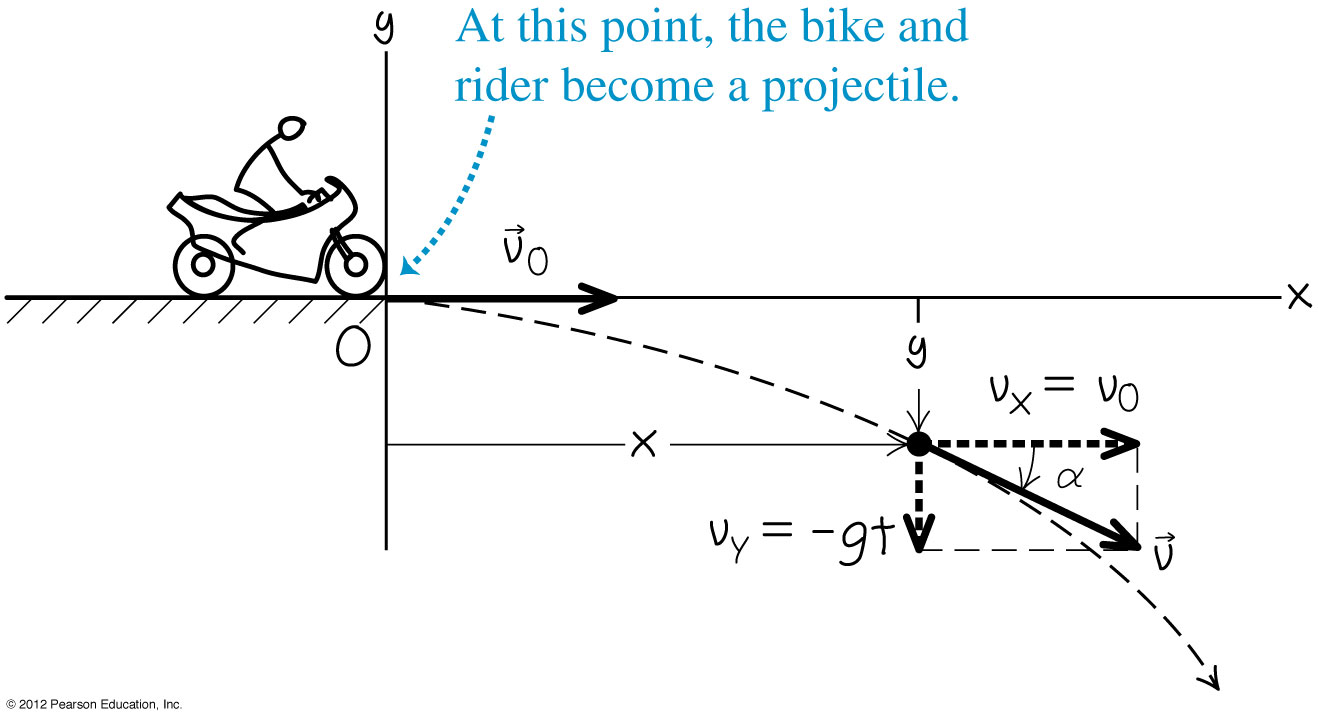 y
At this point, the bike and
rider become a projectile.
v⃗0
x
O
y
vx = v0
x
α
vy = -gt
v⃗
© 2012 Pearson Education, Inc.